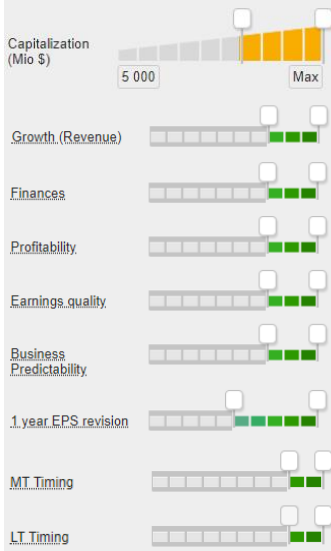 Capitalization
(Mio $)
5 000
Max
Growth (Revenue)
Finances
Profitability
Earnings quality
Business
Predictability
1 year EPS revision
MT Timing
LT Timing